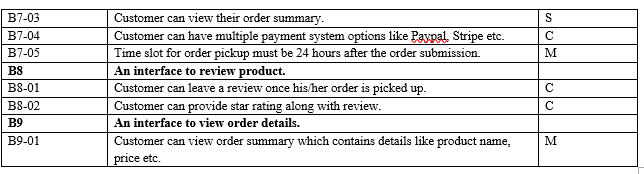 B7-03 Customer can view their order summary. S
B7-04 Customer can have multiple payment system options like Paypal, Stripe etc. C
B7-05 Time slot for order pickup must be 24 hours after the order submission. M
B8 An interface to review product.
B8-01 Customer can leave a review once his/her order is picked up. C
B8-02 Customer can provide star rating along with review. C
B9 An interface to view order details.
B9-01 Customer can view order summary which contains details like product name, M
price etc.